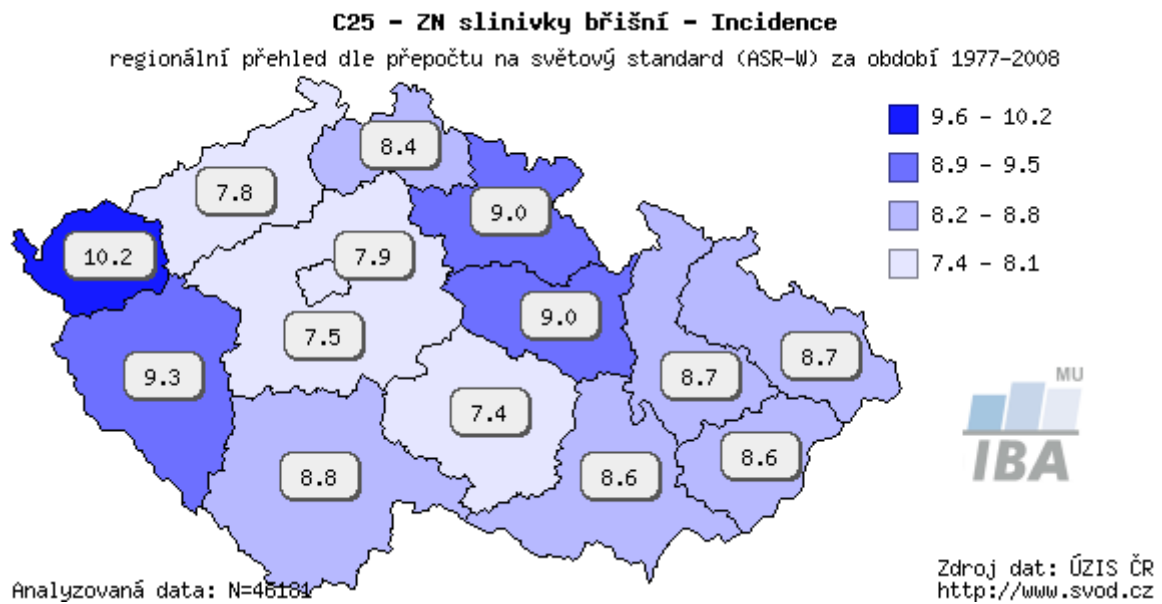 C25 - ZN slinivky břišní - Incidence
regionální přehled dle přepočtu na světový standard (ASR-W) za období 1977-2008
9.6 - 10.2
8.9 - 9.5
8.2 - 8.8
7.4 - 8.1
8.4
7.8
9.0
10.2
7.9
9.0
7.5
8.7
9.3
8.7
7.4
8.6
8.8
8.6
MU
IBA
Analyzovaná data: N=46181
Zdroj dat: ÚZIS ČR
http://www.svod.cz